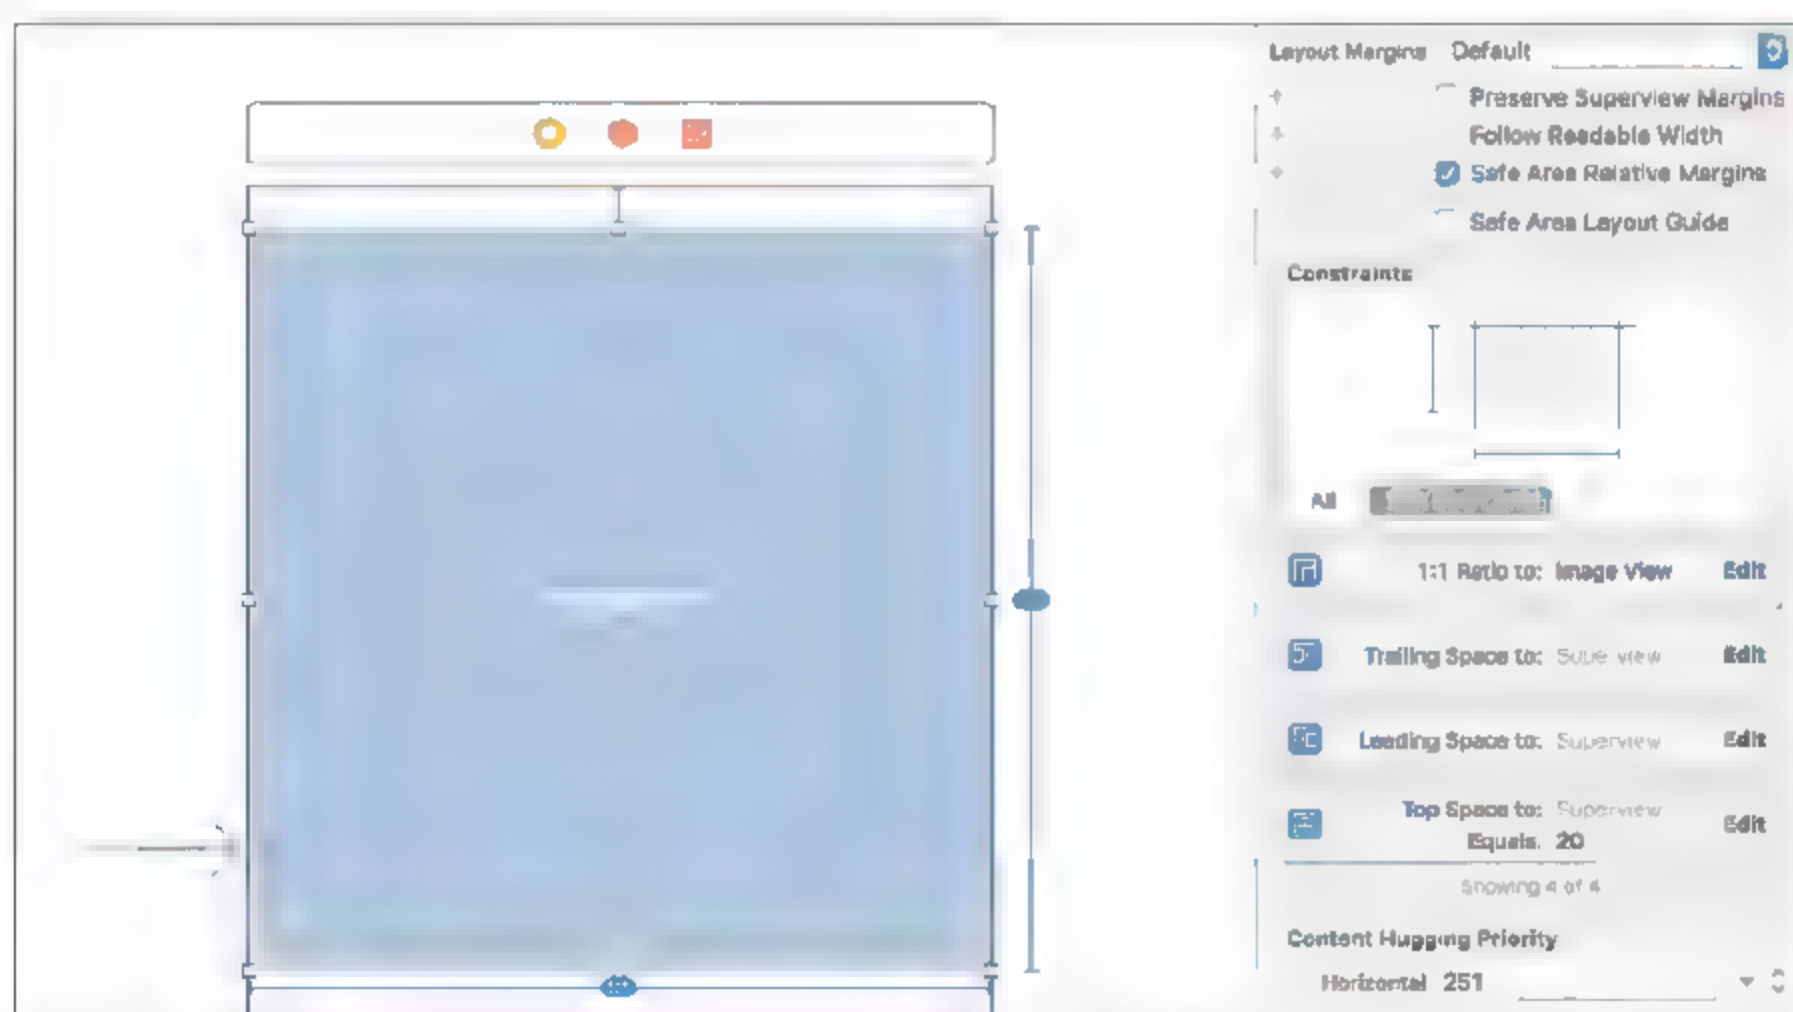 Layout Margins Default
Preserve Superview Margins
Follow Readable Width
Safe Area Relative Margins
Safe Area Layout Guide
Constraints
All
1:1 Ratio to: Image View Edit
Trailing Space to: Superview Edit
Leading Space to: Superview Edit
Top Space to: Superview
Equals: 20 Edit
Showing 4 of 4
Content Hugging Priority
Horizontal 251